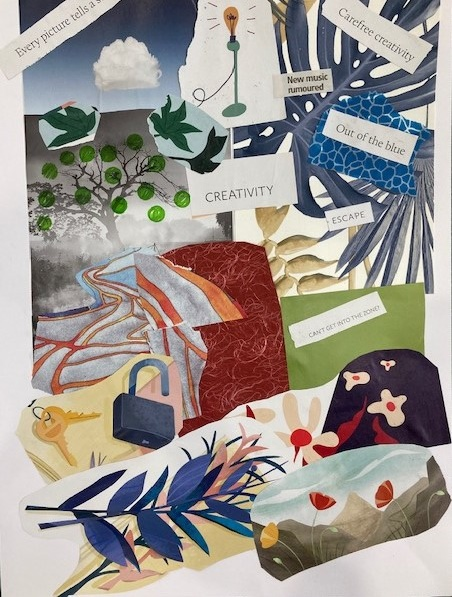 Every picture tells a
Carefree creativity
New music
rumoured
Out of the blue
CREATIVITY
ESCAPE
CAN'T GET INTO THE ZONE?